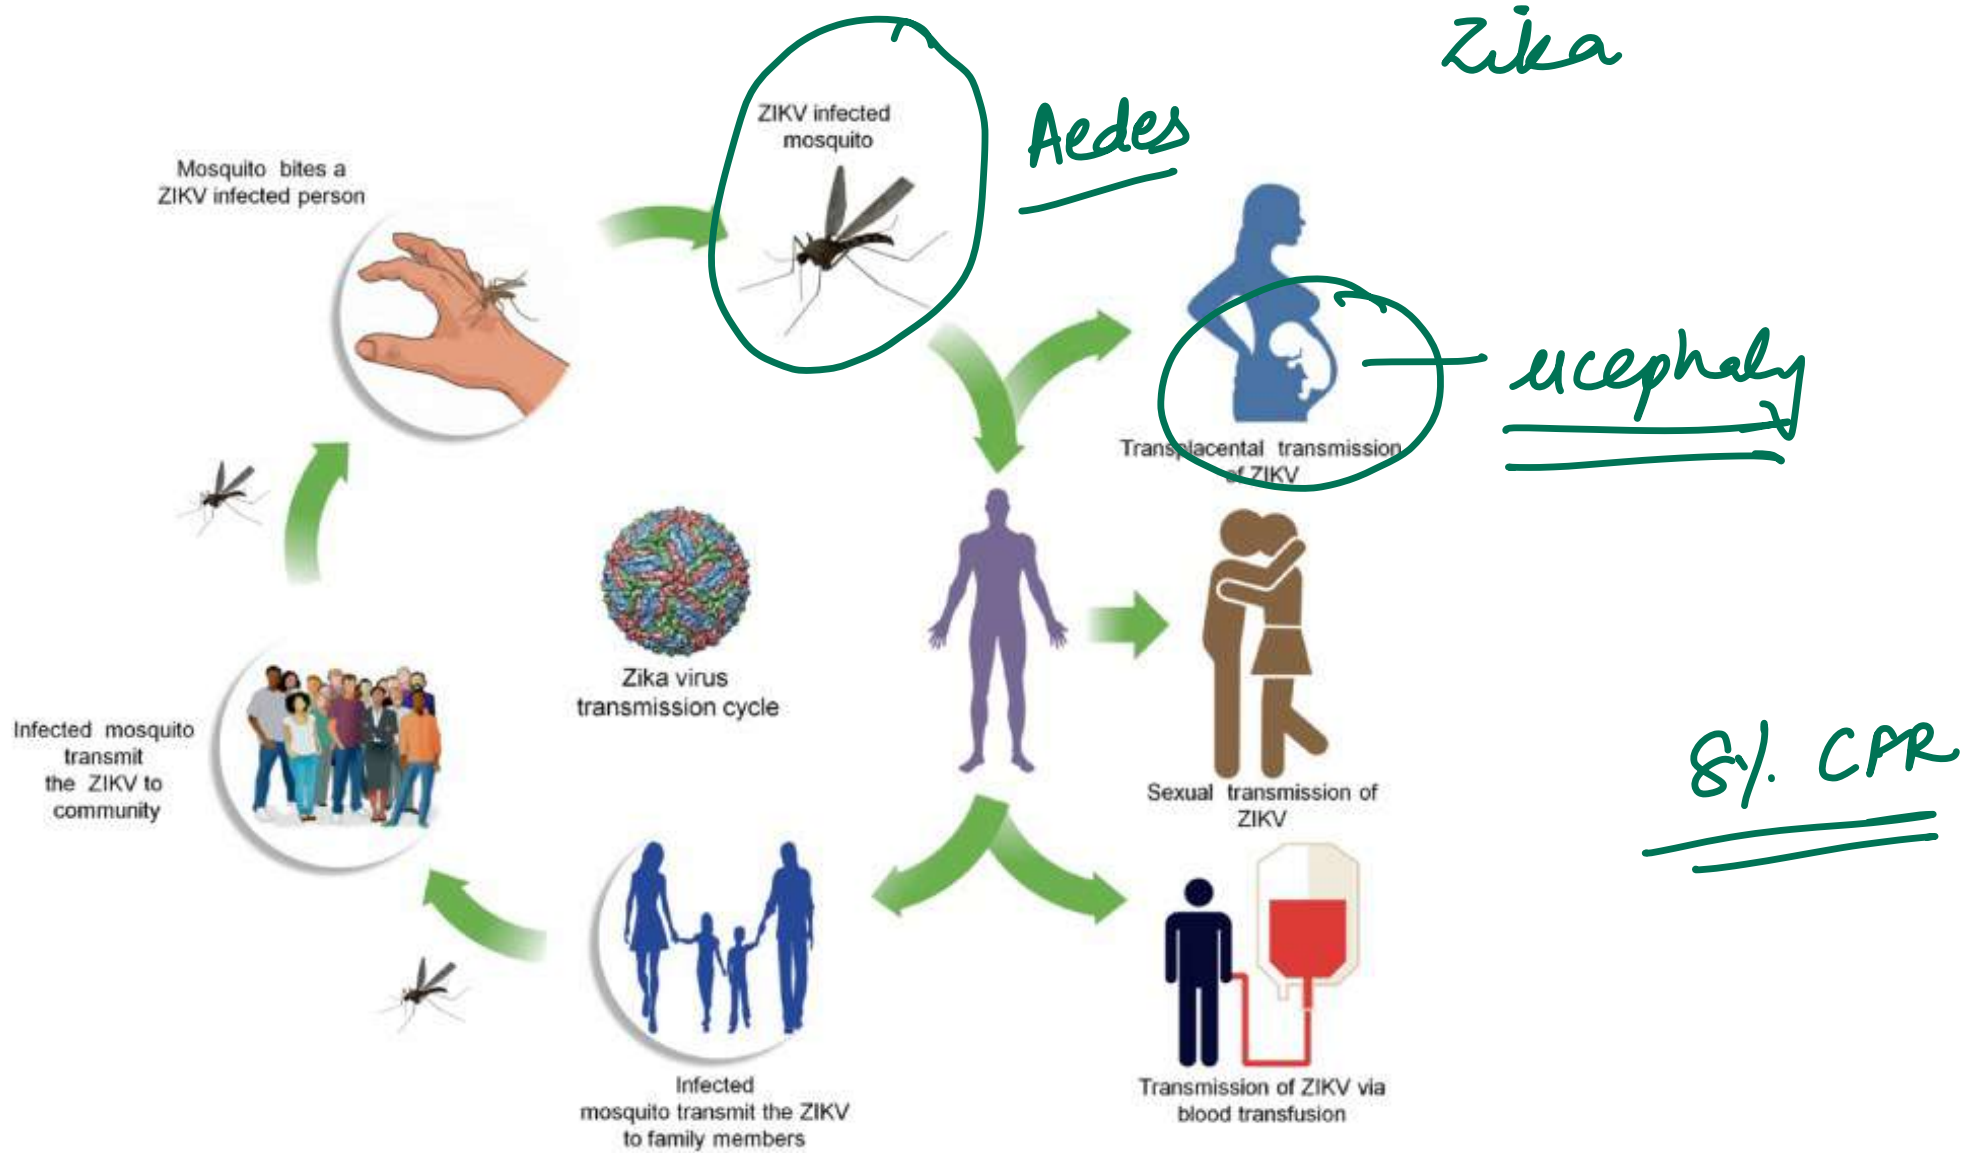 Zika
ZIKV infected
mosquito
Aedes
Mosquito bites a
ZIKV infected person
ucephaly
Transplacental transmission
of ZIKV
Zika virus
transmission cycle
Infected mosquito
transmit
the ZIKV to
community
Sexual transmission of
ZIKV
8%. CPR
Infected
mosquito transmit the ZIKV
to family members
Transmission of ZIKV via
blood transfusion